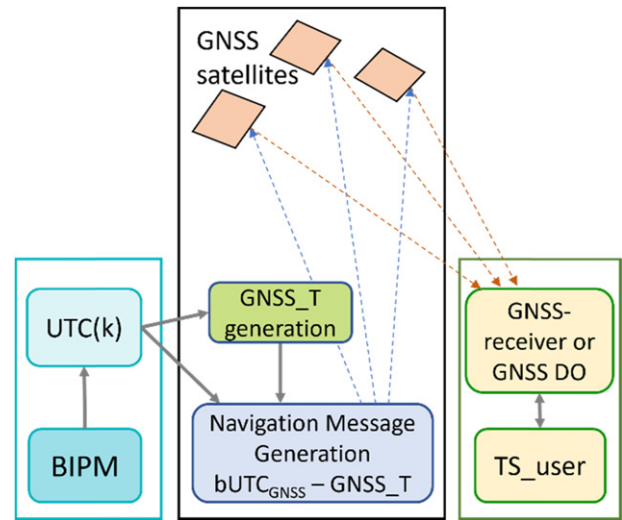 GNSS
satellites
UTC(k)
BIPM
GNSS_T
generation
Navigation Message
Generation
bUTC_GNSS – GNSS_T
GNSS-
receiver or
GNSS DO
TS_user